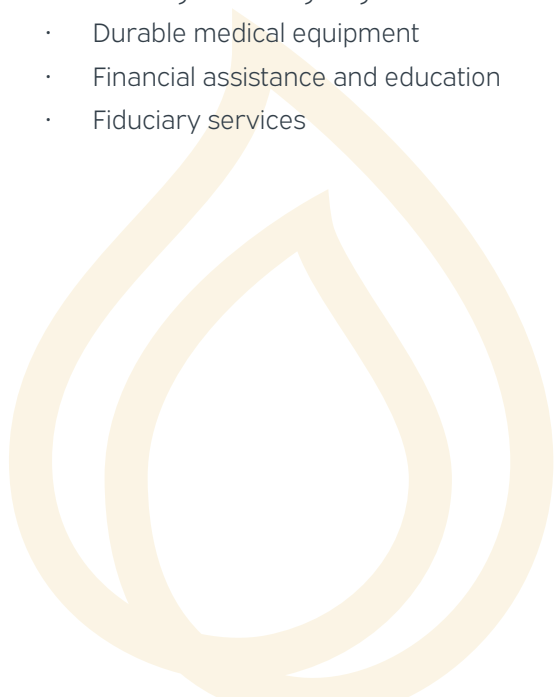 · Durable medical equipment
· Financial assistance and education
· Fiduciary services